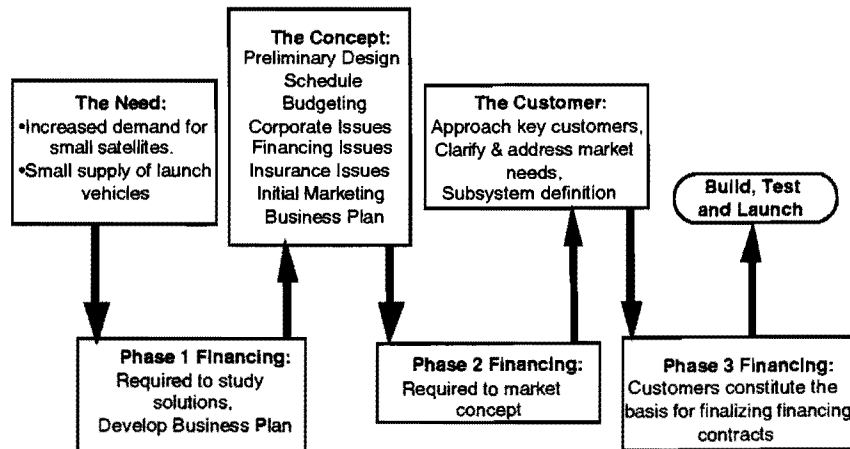 The Need:
•Increased demand for
small satellites.
•Small supply of launch
vehicles
Phase 1 Financing:
Required to study
solutions,
Develop Business Plan
The Concept:
Preliminary Design
Schedule
Budgeting
Corporate Issues
Financing Issues
Insurance Issues
Initial Marketing
Business Plan
Phase 2 Financing:
Required to market
concept
The Customer:
Approach key customers,
Clarify & address market
needs,
Subsystem definition
Phase 3 Financing:
Customers constitute the
basis for finalizing financing
contracts
Build, Test
and Launch